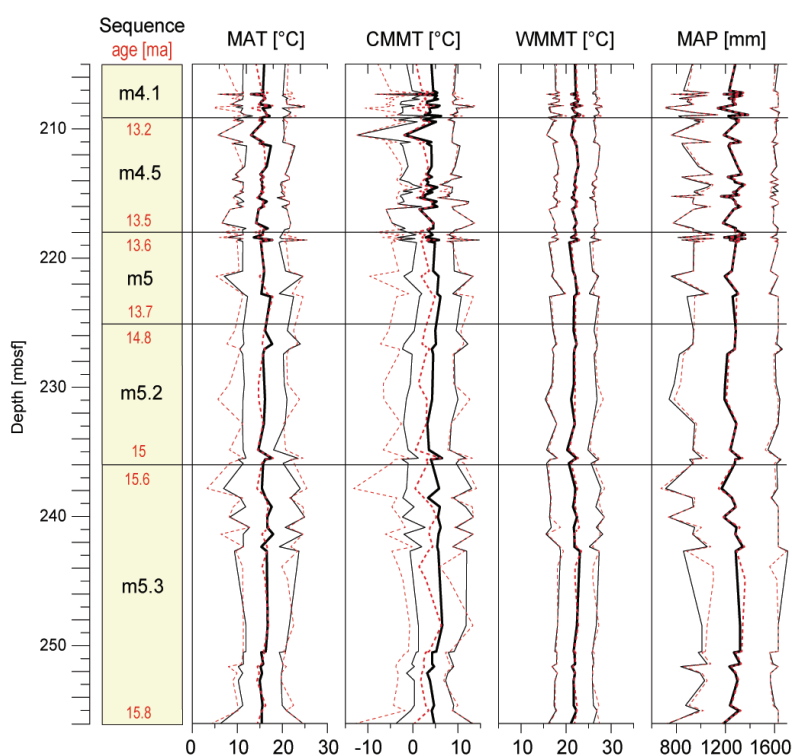 Sequence
age [ma]
MAT [°C]
CMMT [°C]
WMMT [°C]
MAP [mm]
Depth [mbsf]
210
220
230
240
250
m4.1
13.2
m4.5
13.5
13.6
m5
13.7
14.8
m5.2
15
15.6
m5.3
15.8
0 10 20 30
-10 0 10
0 10 20 30
800 1200 1600